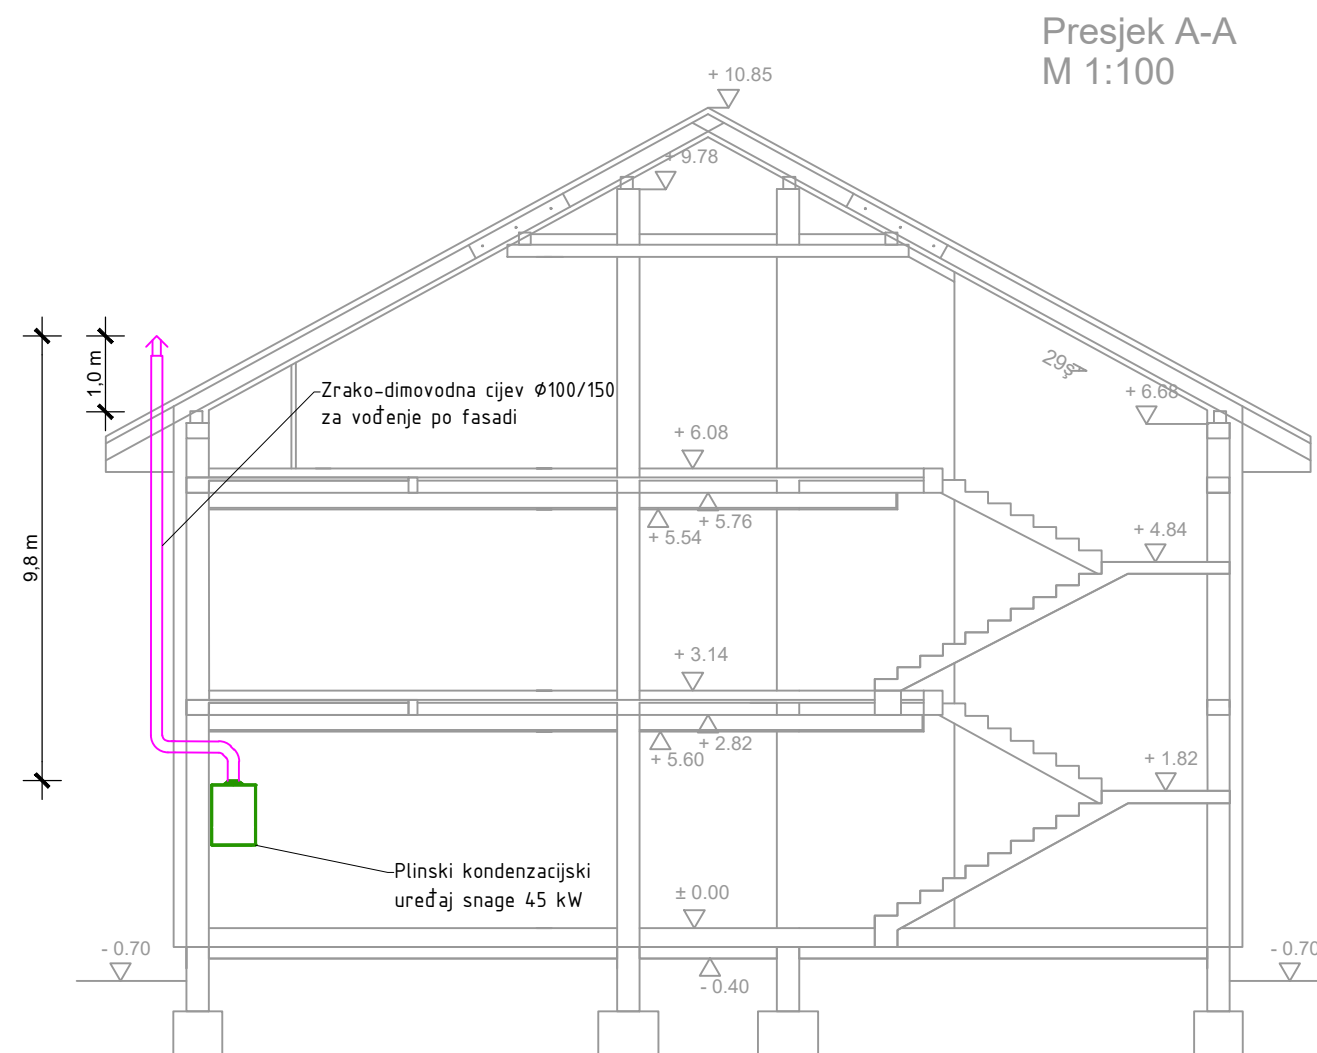 Presjek A-A
M 1:100
+ 10.85
+ 9.78
29
1,0 m
Zrako-dimovodna cijev Ø100/150
za vođenje po fasadi
+ 6.68
+ 6.08
+ 5.76
+ 5.54
+ 4.84
9,8 m
+ 3.14
+ 2.82
+ 5.60
+ 1.82
Plinski kondenzacijski
uređaj snage 45 kW
± 0.00
- 0.70
- 0.70
- 0.40